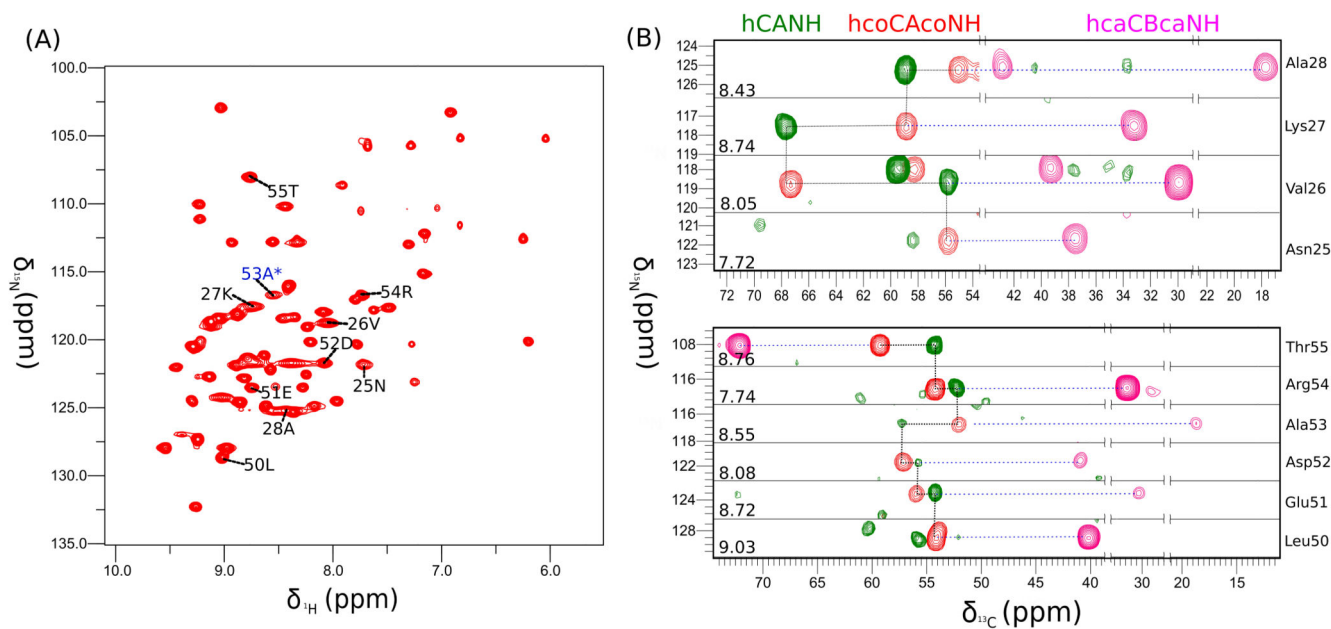 (A)
100.0
105.0
110.0
115.0
120.0
125.0
130.0
135.0
δ15N (ppm)
10.0 9.0 8.0 7.0 6.0
δ1H (ppm)
55T
53A*
27K
54R
26V
52D
25N
51E
28A
50L
(B)
hCANH hcoCAcoNH hcaCBcaNH
124
125
126
8.43
Ala28
117
118
119
8.74
Lys27
118
119
120
8.05
Val26
121
122
123
7.72
Asn25
72 70 68 66 64 62 60 58 56 54 42 40 38 36 34 32 30 28 22 20 18
δ15N (ppm)
108
8.76
Thr55
116
7.74
Arg54
116
118
8.55
Ala53
122
8.08
Asp52
124
8.72
Glu51
128
9.03
Leu50
70 65 60 55 50 45 40 30 20 15
δ13C (ppm)